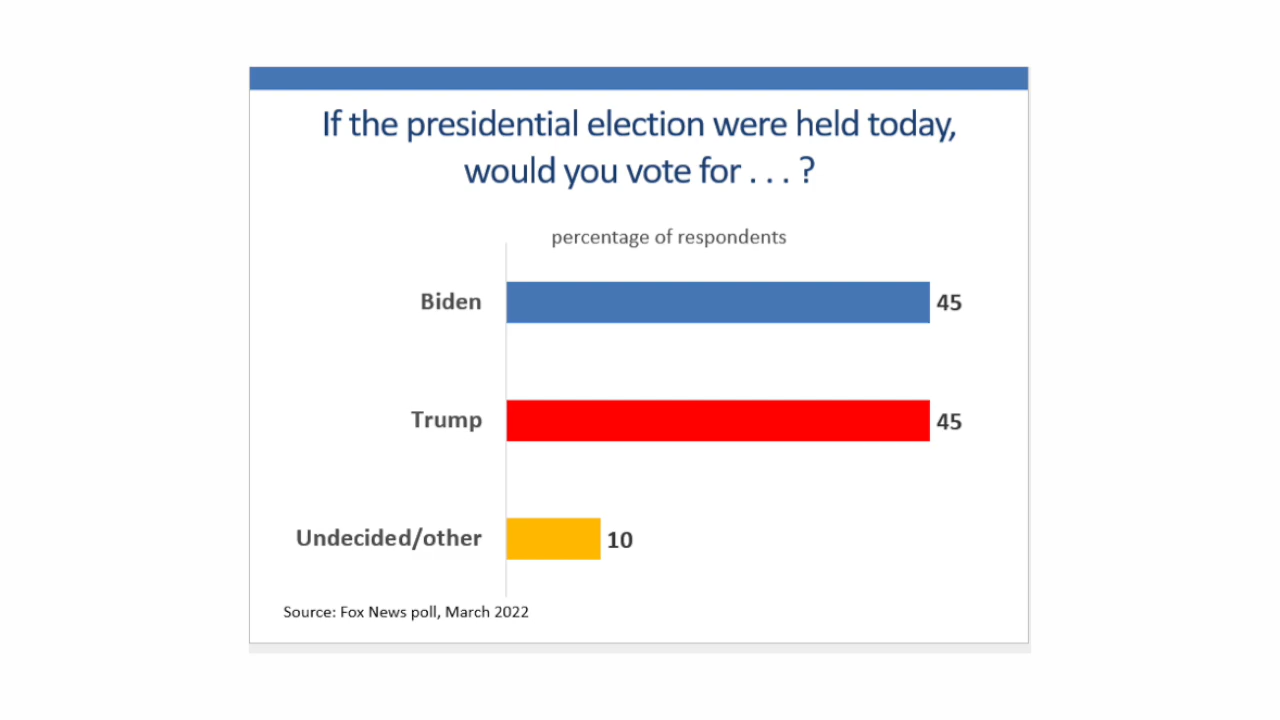 If the presidential election were held today,
would you vote for . . . ?
percentage of respondents
Biden 45
Trump 45
Undecided/other 10
Source: Fox News poll, March 2022